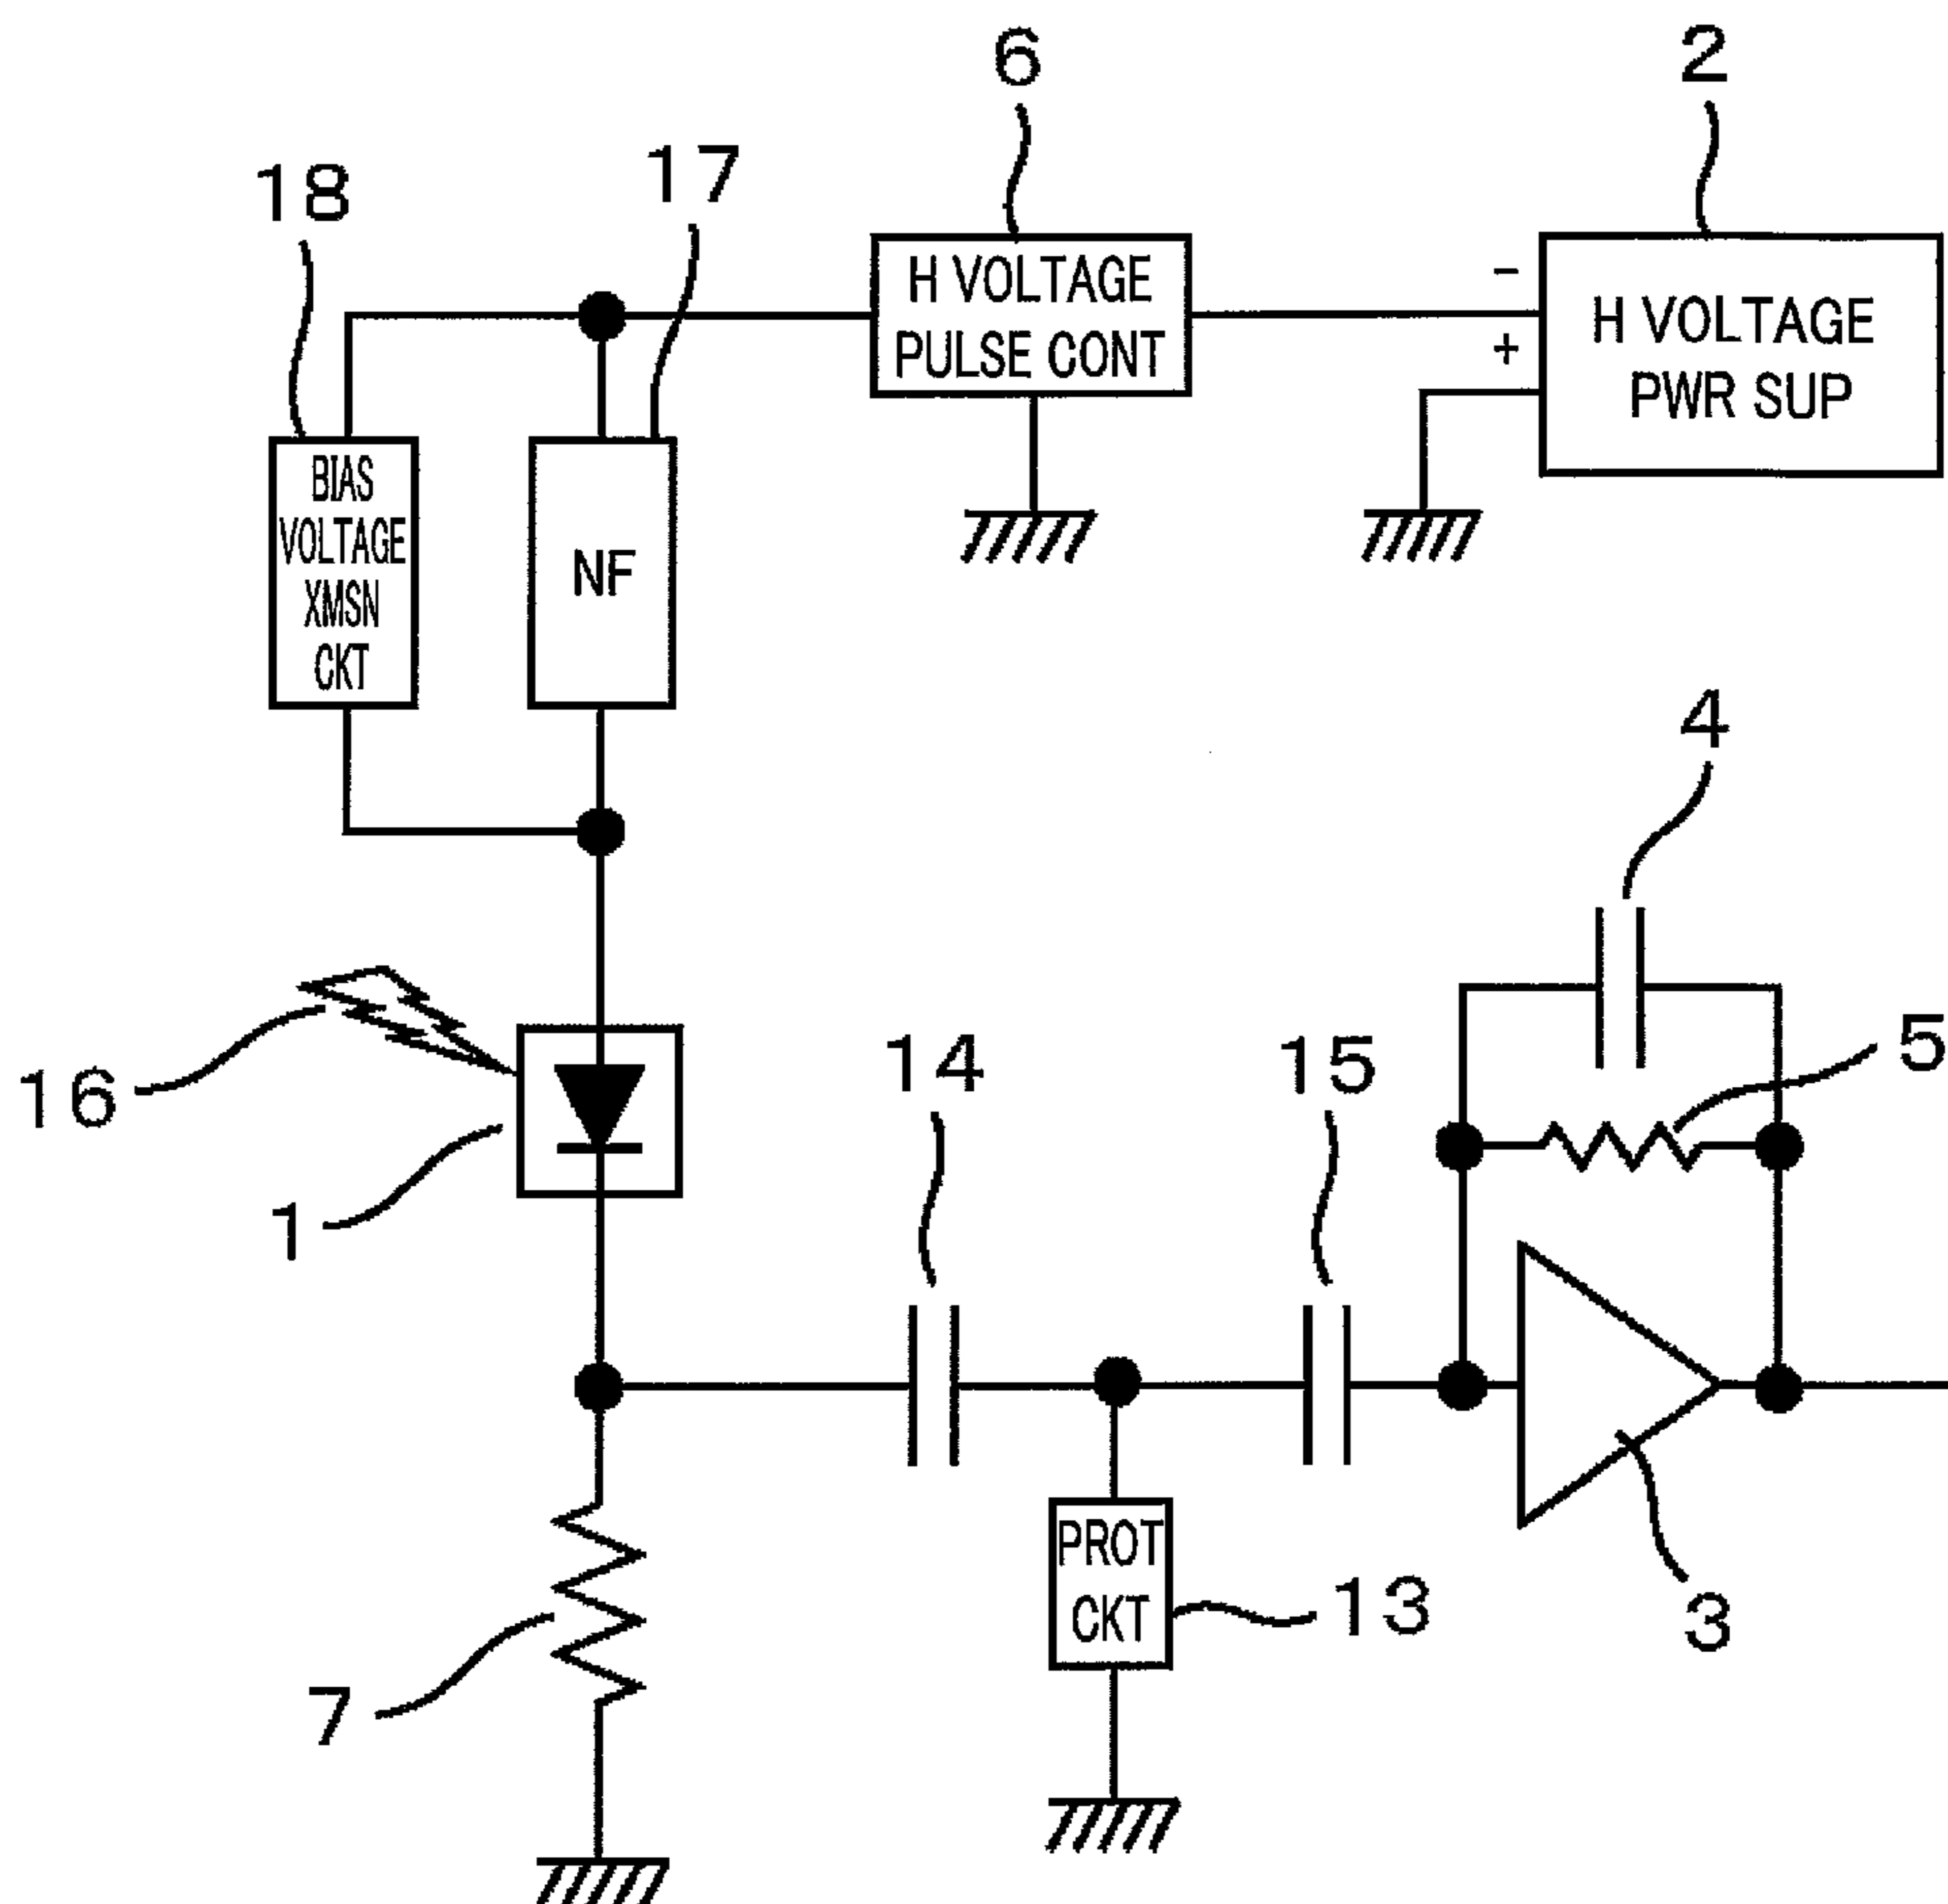 6
2
17
18
H VOLTAGE
PULSE CONT
−
+
H VOLTAGE
PWR SUP
BIAS
VOLTAGE
XMSN
CKT
NF
4
5
14
15
16
1
PROT
CKT
13
3
7